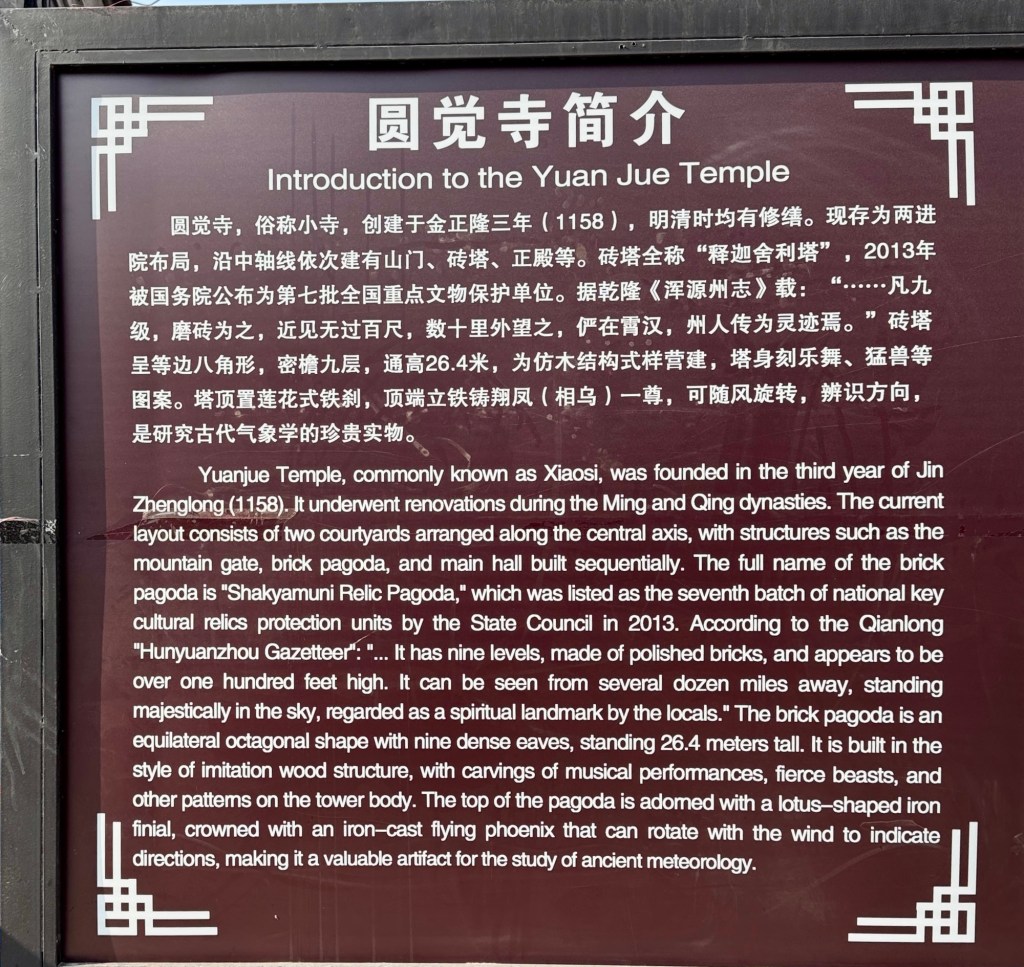 圆觉寺简介
Introduction to the Yuan Jue Temple
圆觉寺，俗称小寺，创建于金正隆三年（1158），明清时均有修缮。现存为两进
院布局，沿中轴线依次建有山门、砖塔、正殿等。砖塔全称“释迦舍利塔”，2013年
被国务院公布为第七批全国重点文物保护单位。据乾隆《浑源州志》载：“……凡九
级，磨砖为之，近见无过百尺，数十里外望之，俨在霄汉，州人传为灵迹焉。”砖塔
呈等边八角形，密檐九层，通高26.4米，为仿木结构式样营建，塔身刻乐舞、猛兽等
图案。塔顶置莲花式铁刹，顶端立铁铸翔凤（相乌）一尊，可随风旋转，辨识方向，
是研究古代气象学的珍贵实物。
Yuanjue Temple, commonly known as Xiaosi, was founded in the third year of Jin
Zhenglong (1158). It underwent renovations during the Ming and Qing dynasties. The current
layout consists of two courtyards arranged along the central axis, with structures such as the
mountain gate, brick pagoda, and main hall built sequentially. The full name of the brick
pagoda is "Shakyamuni Relic Pagoda," which was listed as the seventh batch of national key
cultural relics protection units by the State Council in 2013. According to the Qianlong
"Hunyuanzhou Gazetteer": "... It has nine levels, made of polished bricks, and appears to be
over one hundred feet high. It can be seen from several dozen miles away, standing
majestically in the sky, regarded as a spiritual landmark by the locals." The brick pagoda is an
equilateral octagonal shape with nine dense eaves, standing 26.4 meters tall. It is built in the
style of imitation wood structure, with carvings of musical performances, fierce beasts, and
other patterns on the tower body. The top of the pagoda is adorned with a lotus–shaped iron
finial, crowned with an iron–cast flying phoenix that can rotate with the wind to indicate
directions, making it a valuable artifact for the study of ancient meteorology.